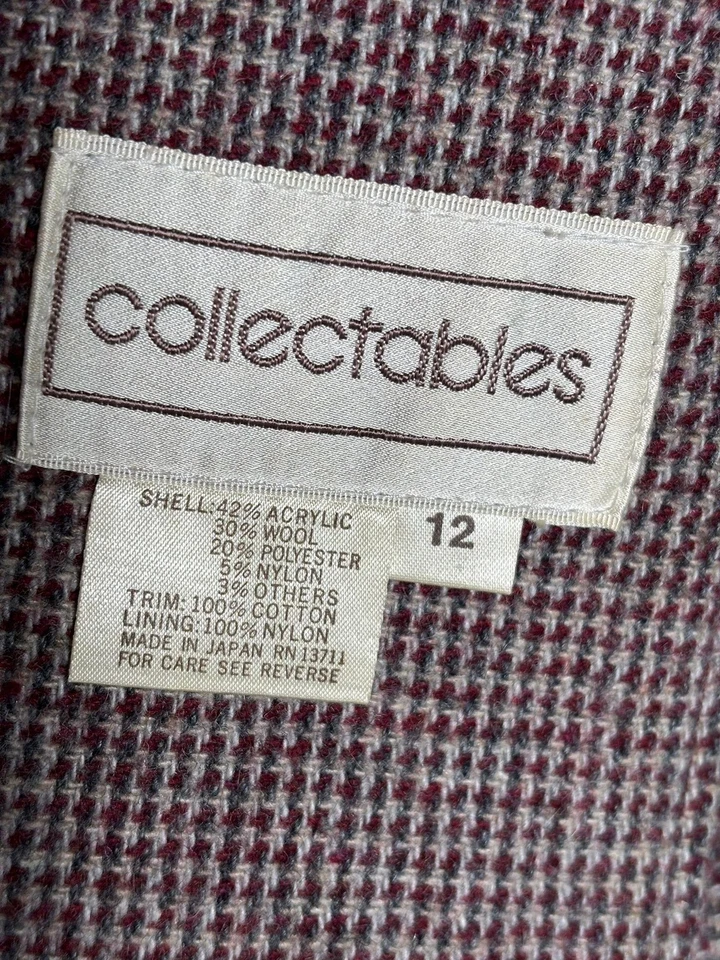 collectables
SHELL:42% ACRYLIC
30% WOOL
20% POLYESTER
5% NYLON
3% OTHERS
TRIM: 100% COTTON
LINING: 100% NYLON
MADE IN JAPAN RN 13711
FOR CARE SEE REVERSE
12